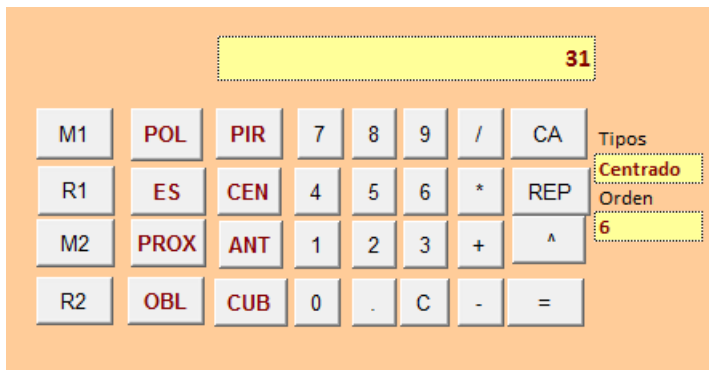 31
M1 POL PIR 7 8 9 / CA
Tipos
Centrado
R1 ES CEN 4 5 6 * REP
Orden
6
M2 PROX ANT 1 2 3 + ^
R2 OBL CUB 0 . C - =